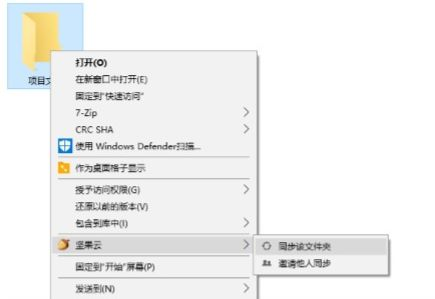 项目文
打开(O)
在新窗口中打开(E)
固定到"快速访问"
7-Zip
CRC SHA
使用 Windows Defender扫描...
作为桌面格子显示
授予访问权限(G)
还原以前的版本(V)
包含到库中(I)
坚果云
同步该文件夹
邀请他人同步
固定到"开始"屏幕(P)
发送到(N)